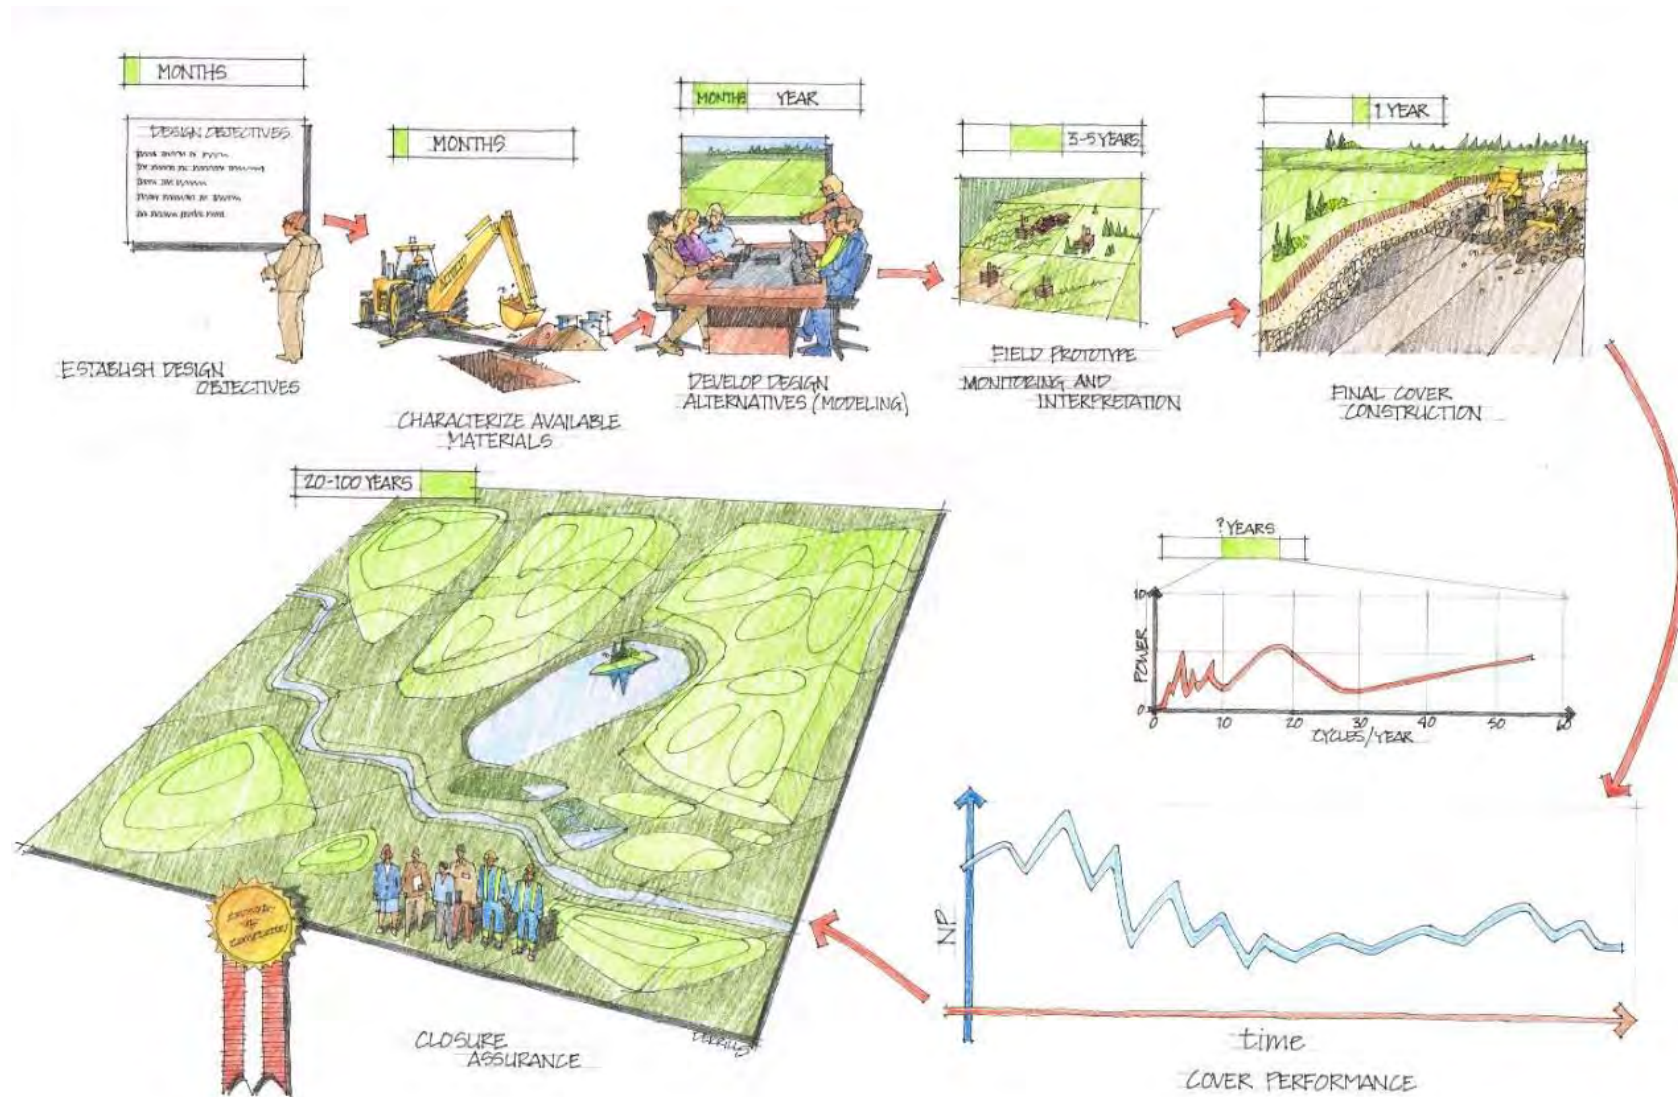 MONTHS
DESIGN OBJECTIVES
ESTABLISH DESIGN
OBJECTIVES
MONTHS
CHARACTERIZE AVAILABLE
MATERIALS
MONTHS YEAR
DEVELOP DESIGN
ALTERNATIVES (MODELING)
3-5 YEARS
FIELD PROTOTYPE
MONITORING AND
INTERPRETATION
1 YEAR
FINAL COVER
CONSTRUCTION
? YEARS
10
POWER
0
0 10 20 30 40 50 60
CYCLES/YEAR
NP
time
COVER PERFORMANCE
20-100 YEARS
CLOSURE
ASSURANCE